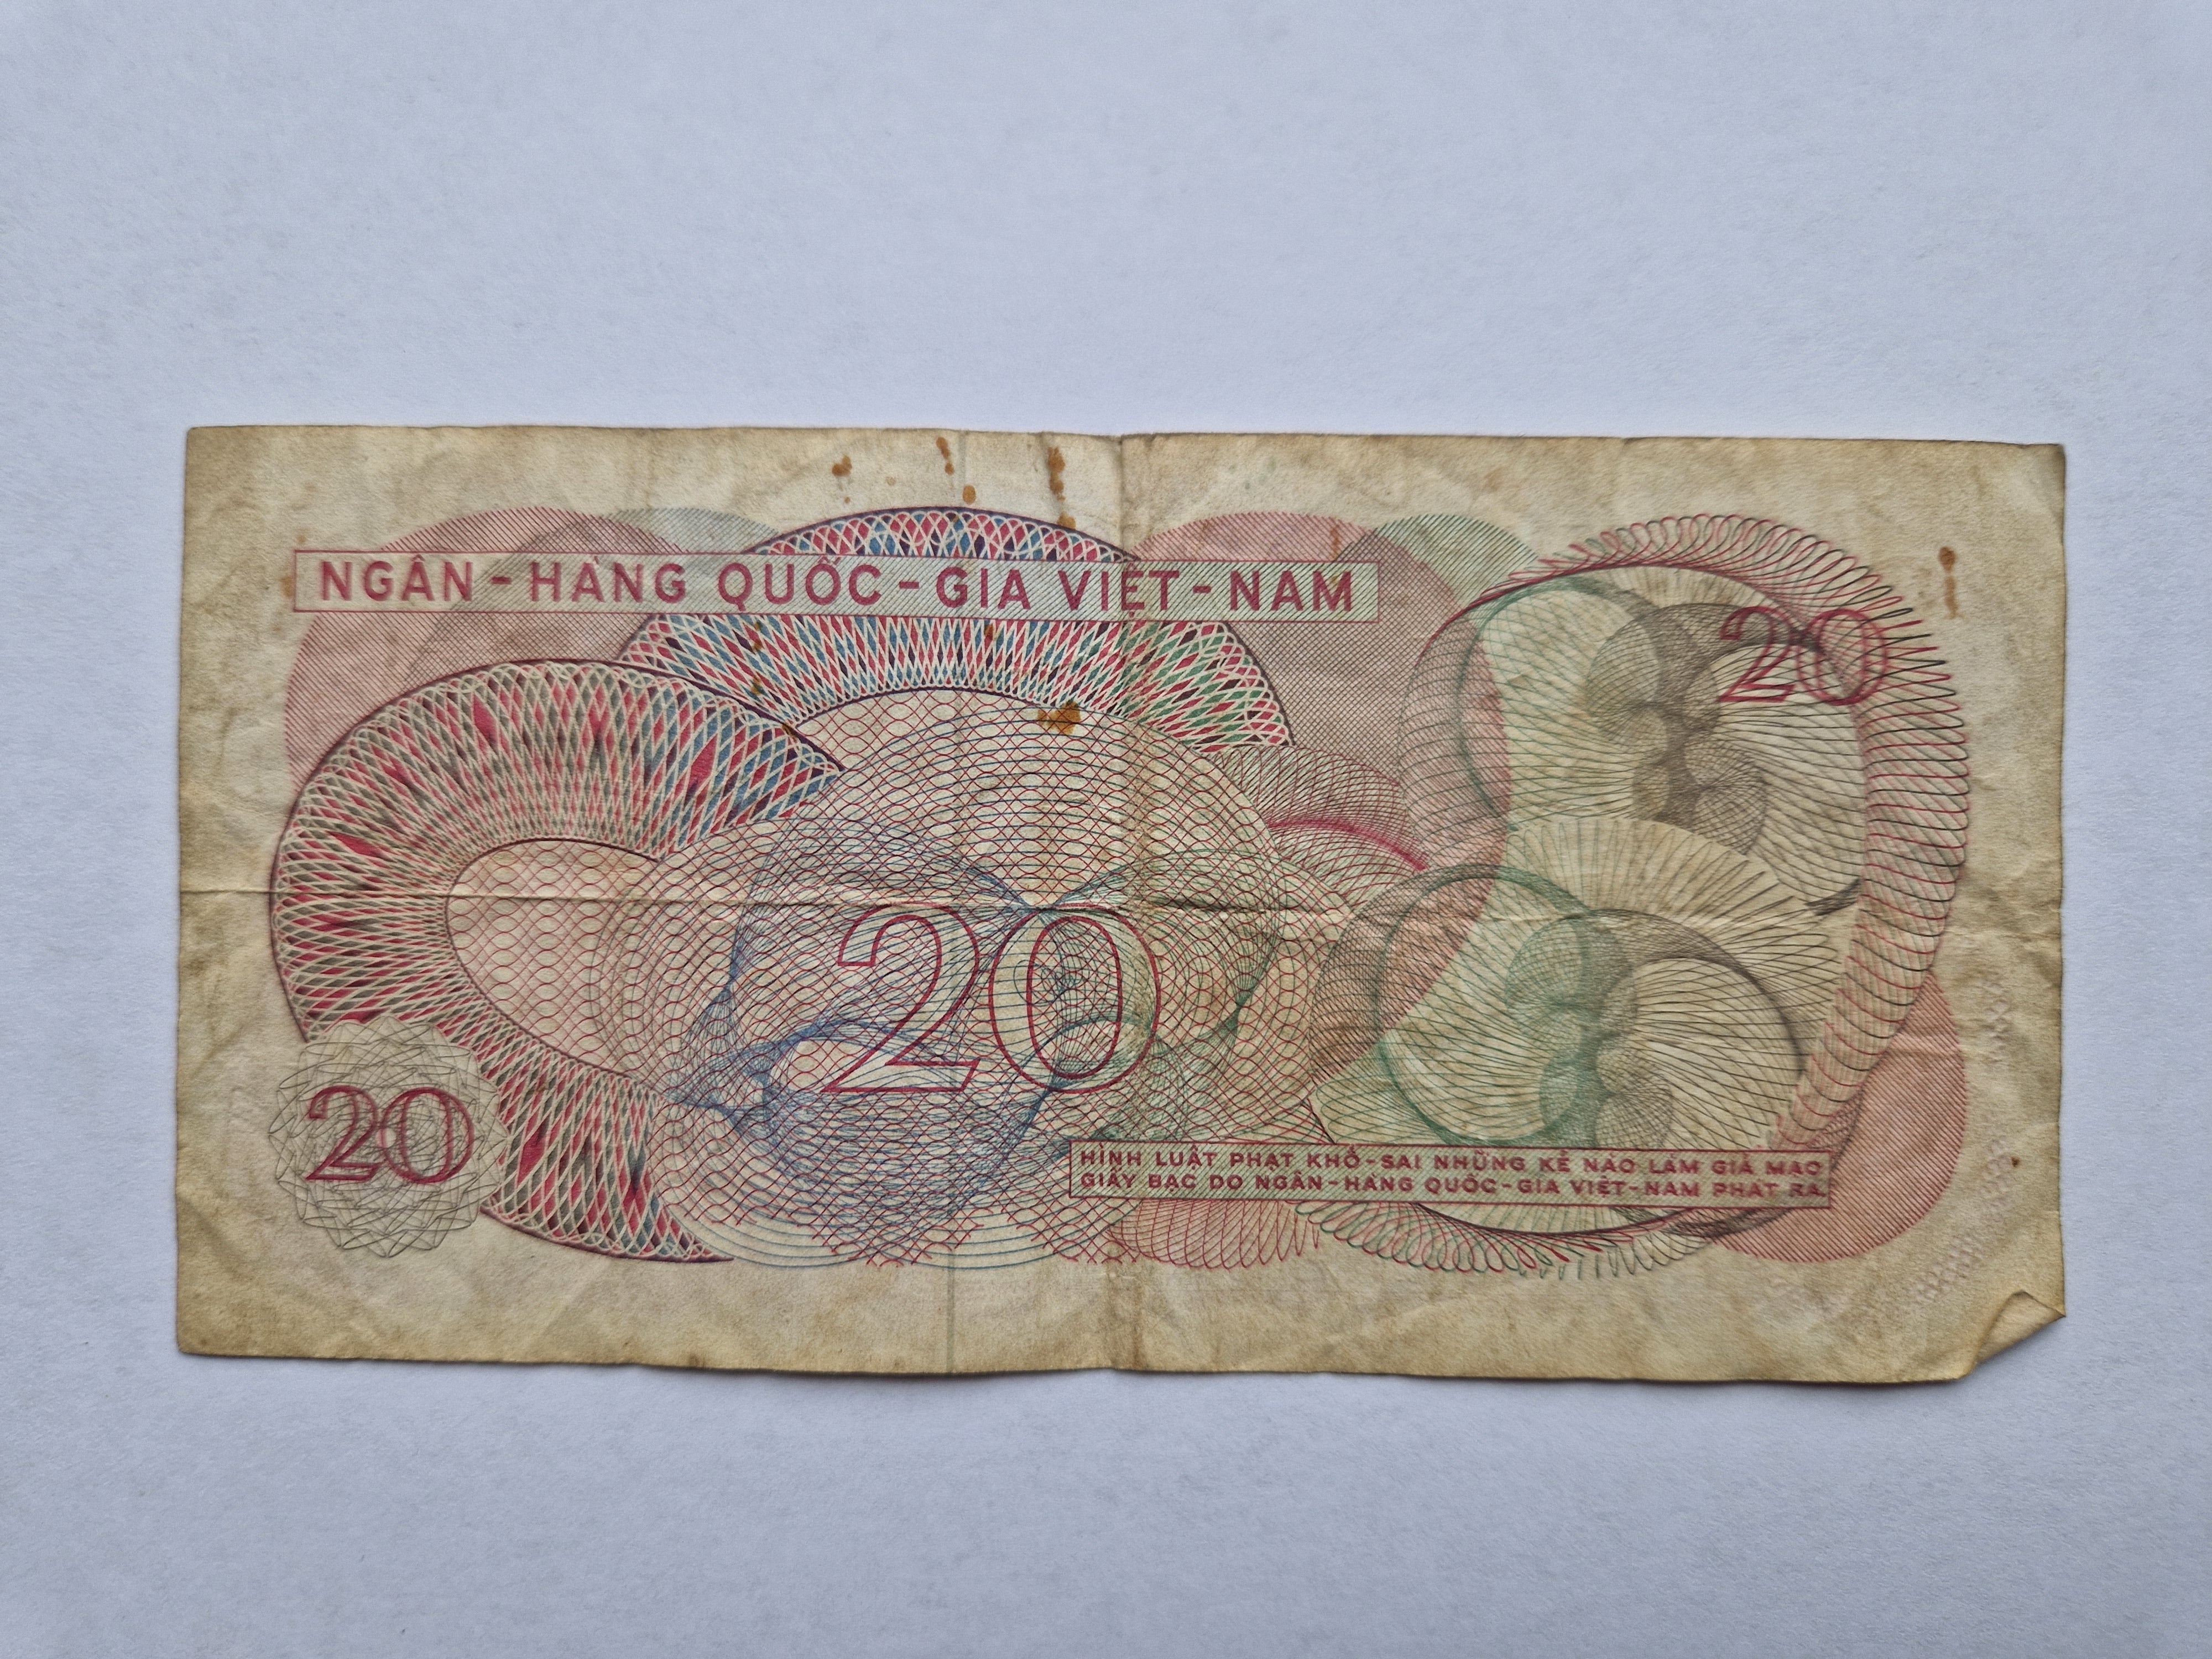 NGÂN - HÀNG QUỐC - GIA VIỆT - NAM
20
20
20
HÌNH LUẬT PHẠT KHỔ - SAI NHỮNG KẺ NÀO LÀM GIẢ MẠO
GIẤY BẠC DO NGÂN - HÀNG QUỐC - GIA VIỆT - NAM PHÁT RA.